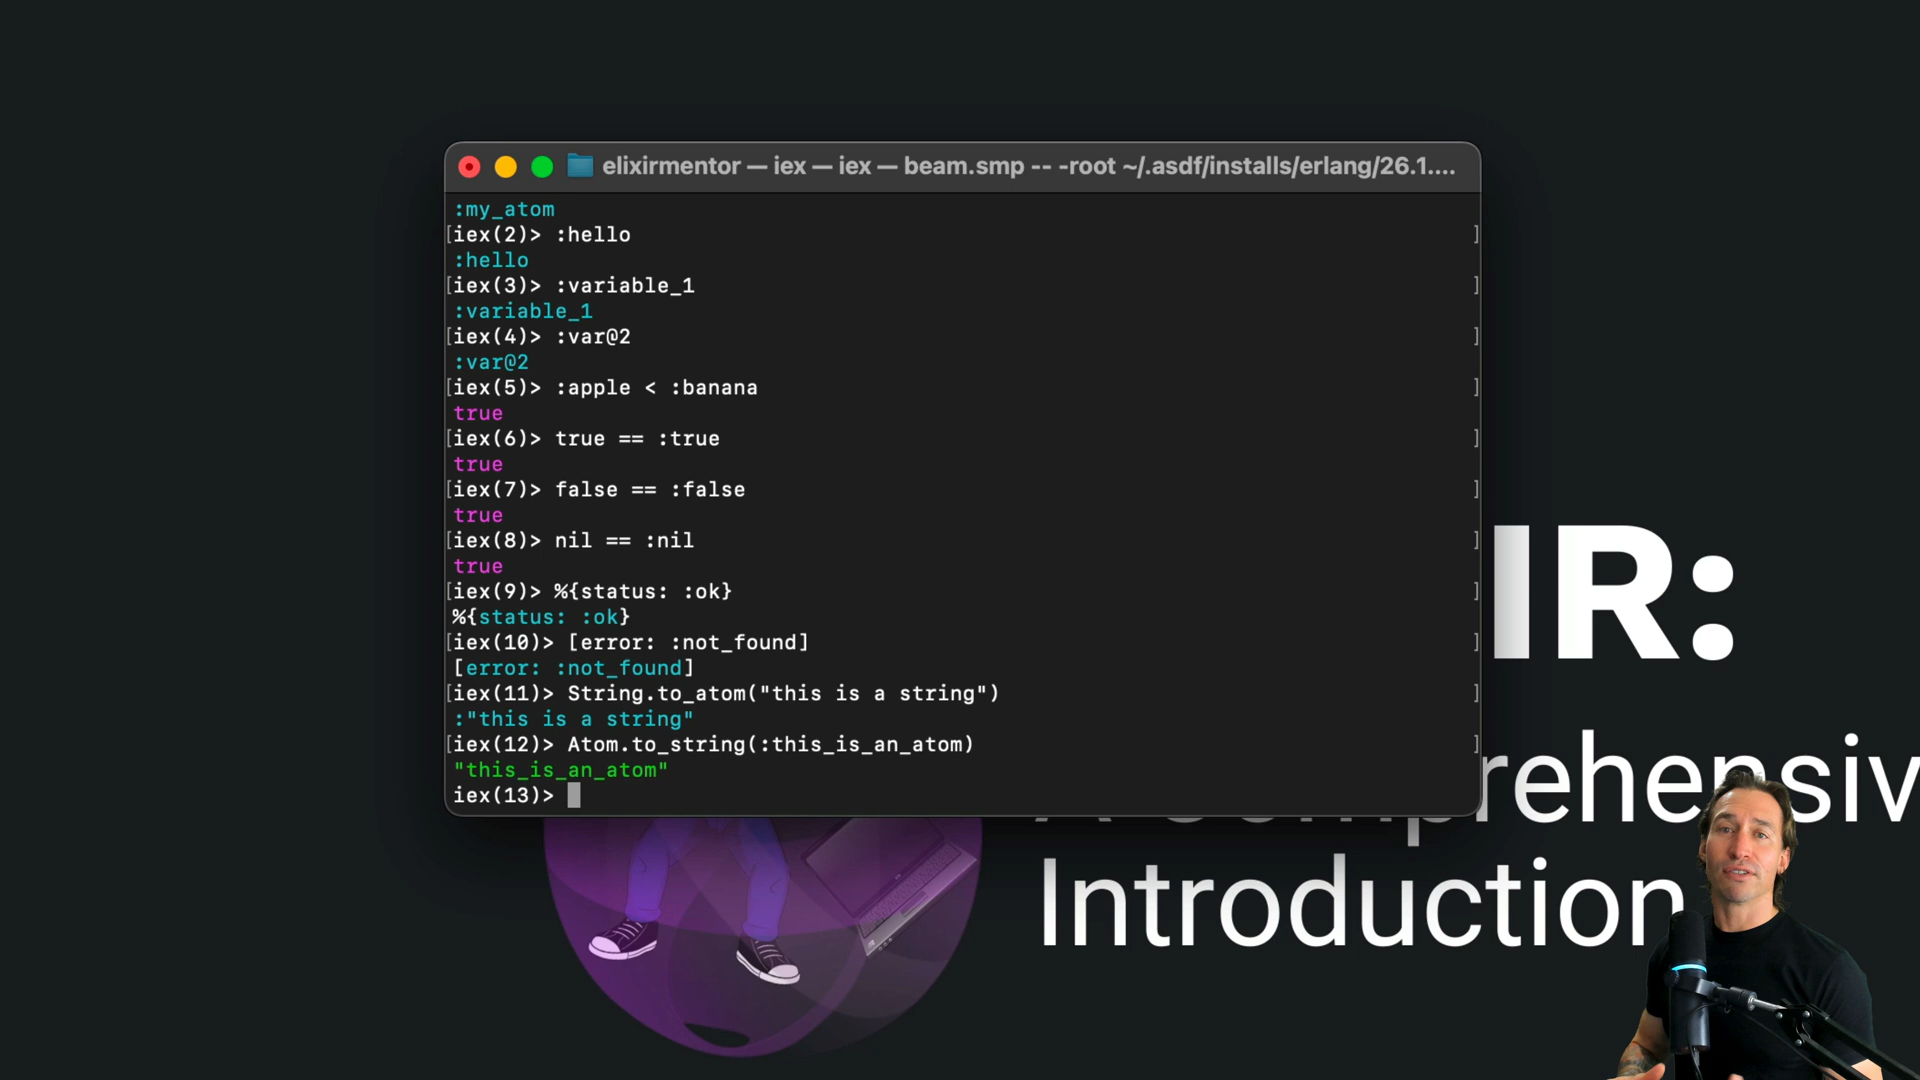 elixirmentor — iex — iex — beam.smp -- -root ~/.asdf/installs/erlang/26.1....
:my_atom
[iex(2)> :hello ]
:hello
[iex(3)> :variable_1 ]
:variable_1
[iex(4)> :var@2 ]
:var@2
[iex(5)> :apple < :banana ]
true
[iex(6)> true == :true ]
true
[iex(7)> false == :false ]
true
[iex(8)> nil == :nil ]
true
[iex(9)> %{status: :ok} ]
%{status: :ok}
[iex(10)> [error: :not_found] ]
[error: :not_found]
[iex(11)> String.to_atom("this is a string") ]
:"this is a string"
[iex(12)> Atom.to_string(:this_is_an_atom) ]
"this_is_an_atom"
iex(13)>
IR:
rehensiv
Introduction